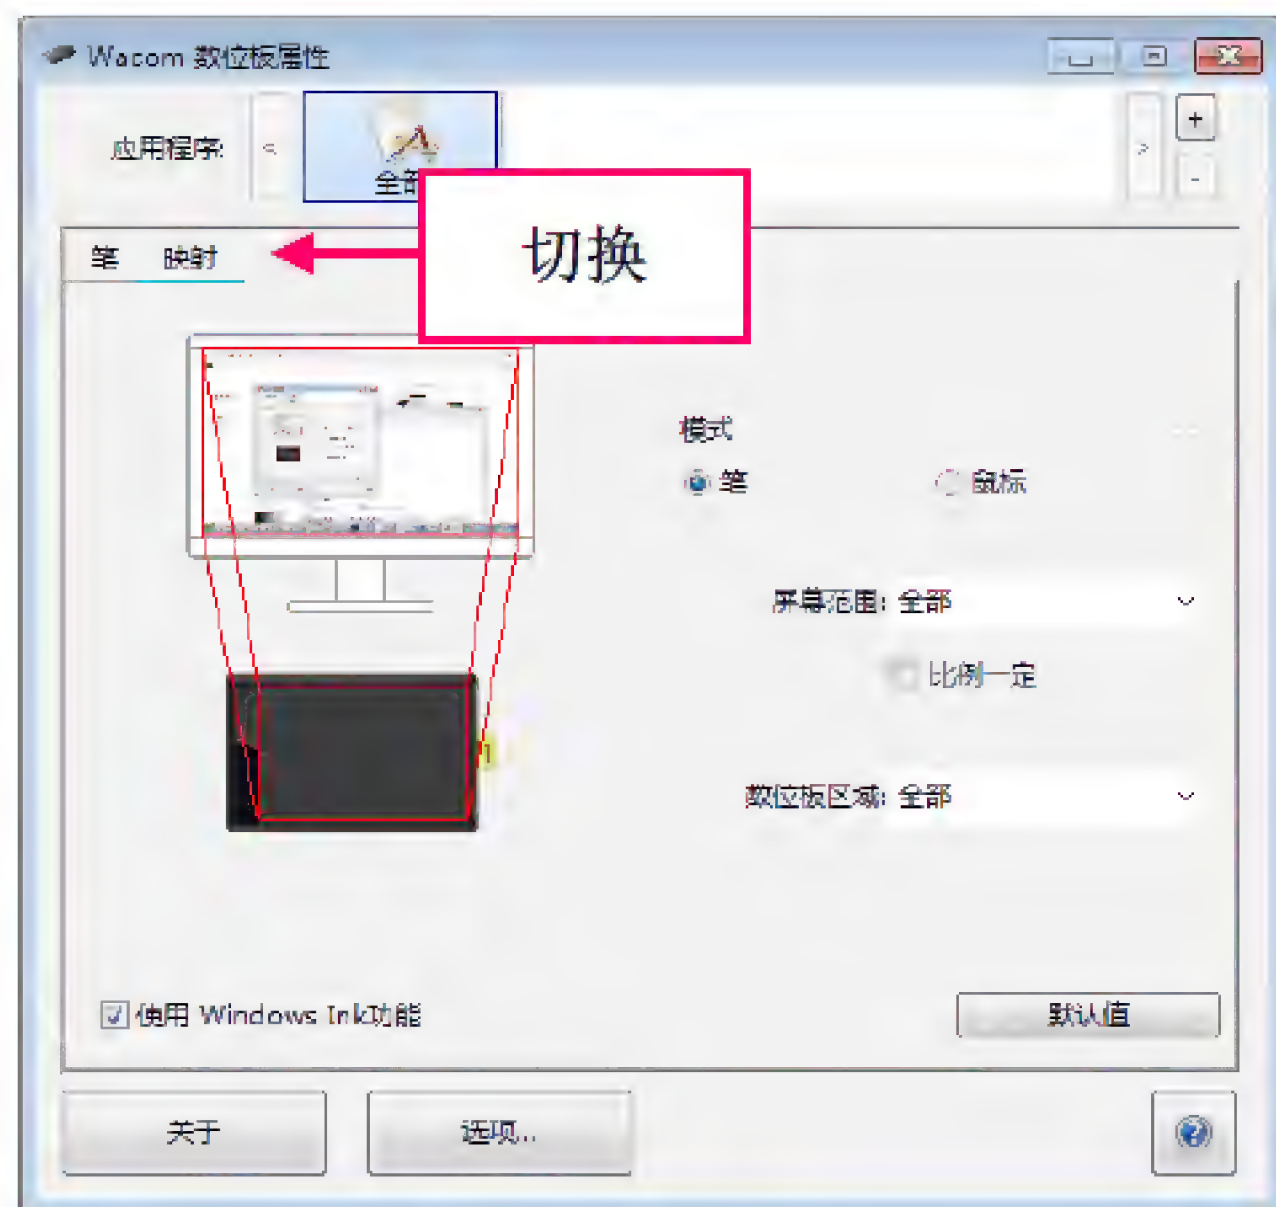 Wacom 数位板属性
应用程序:
<
全部
>
+
-
切换
笔 映射
模式
笔 鼠标
屏幕范围: 全部
比例一定
1
数位板区域: 全部
使用 Windows Ink功能
默认值
关于 选项...
?